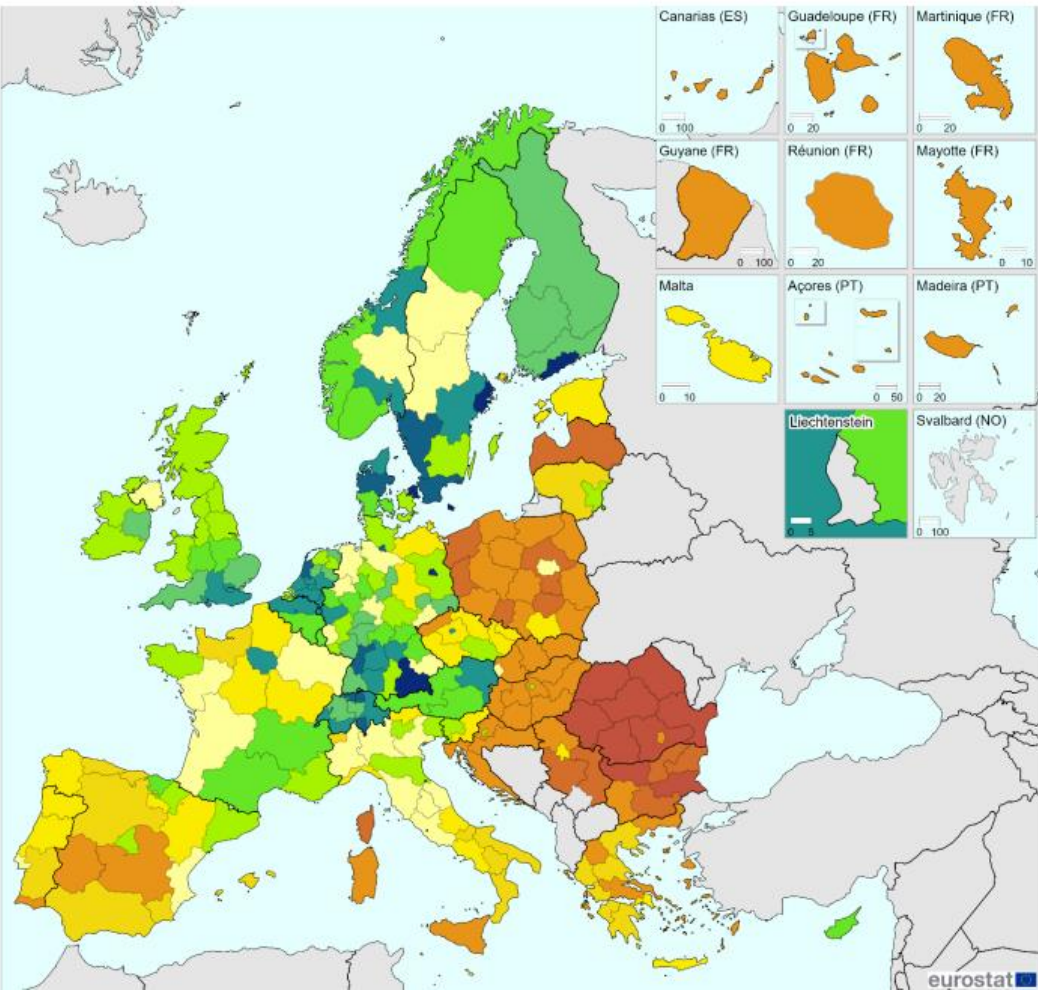 Canarias (ES)
0 100
Guadeloupe (FR)
0 20
Martinique (FR)
0 20
Guyane (FR)
0 100
Réunion (FR)
0 20
Mayotte (FR)
0 10
Malta
0 10
Açores (PT)
0 50
Madeira (PT)
0 20
Liechtenstein
0 5
Svalbard (NO)
0 100
eurostat